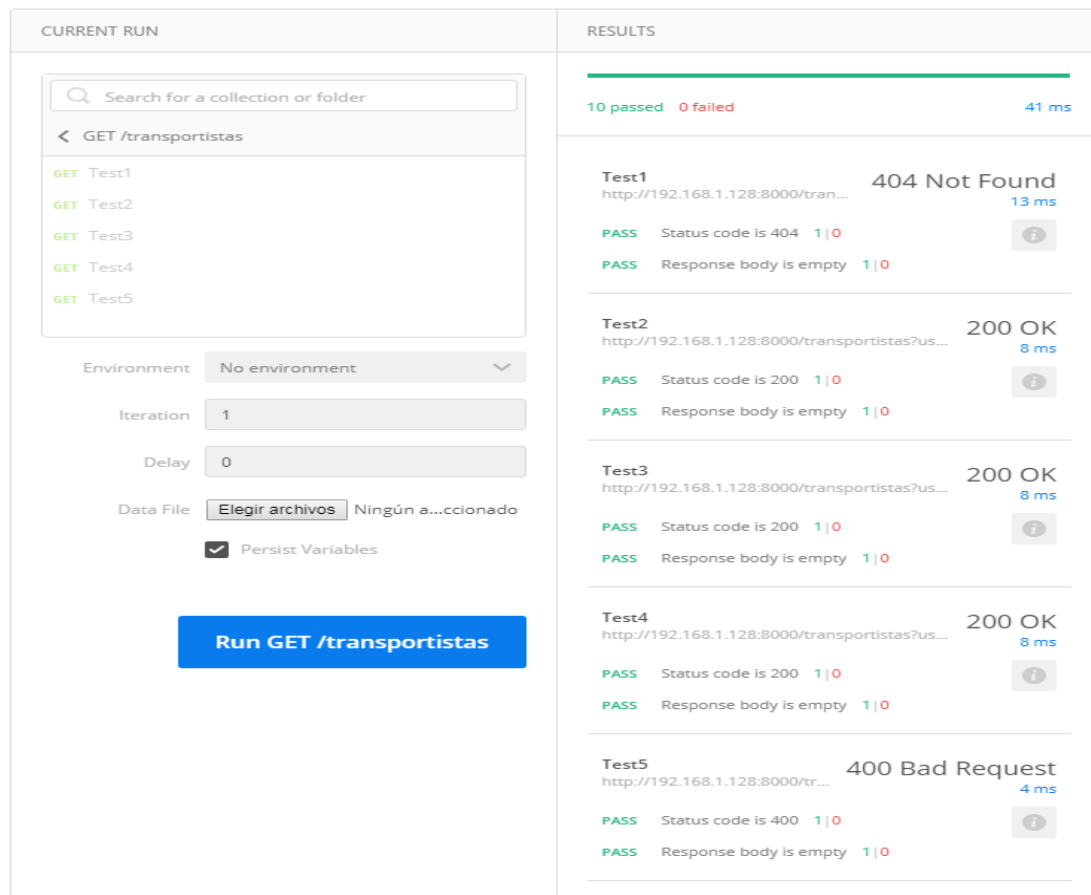 CURRENT RUN
Search for a collection or folder
GET /transportistas
GET Test1
GET Test2
GET Test3
GET Test4
GET Test5
Environment No environment
Iteration 1
Delay 0
Data File Elegir archivos Ningún a...ccionado
Persist Variables
Run GET /transportistas
RESULTS
10 passed 0 failed 41 ms
Test1 404 Not Found
http://192.168.1.128:8000/tran... 13 ms
PASS Status code is 404 1|0
PASS Response body is empty 1|0
Test2 200 OK
http://192.168.1.128:8000/transportistas?us... 8 ms
PASS Status code is 200 1|0
PASS Response body is empty 1|0
Test3 200 OK
http://192.168.1.128:8000/transportistas?us... 8 ms
PASS Status code is 200 1|0
PASS Response body is empty 1|0
Test4 200 OK
http://192.168.1.128:8000/transportistas?us... 8 ms
PASS Status code is 200 1|0
PASS Response body is empty 1|0
Test5 400 Bad Request
http://192.168.1.128:8000/tr... 4 ms
PASS Status code is 400 1|0
PASS Response body is empty 1|0